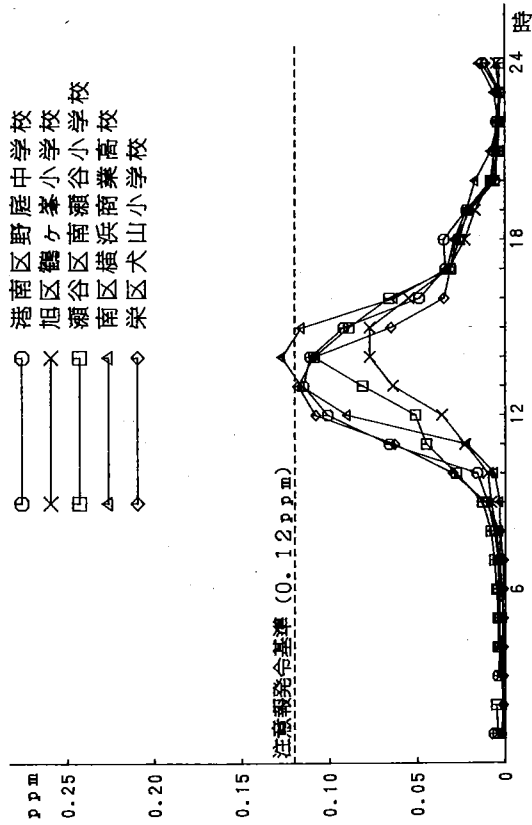 ppm
港南区野庭中学校
旭区鶴ヶ峯小学校
瀬谷区南瀬谷小学校
南区横浜商業高校
栄区犬山小学校
0.25
0.20
0.15
注意報発令基準(0.12ppm)
0.10
0.05
0
6
12
18
24
時